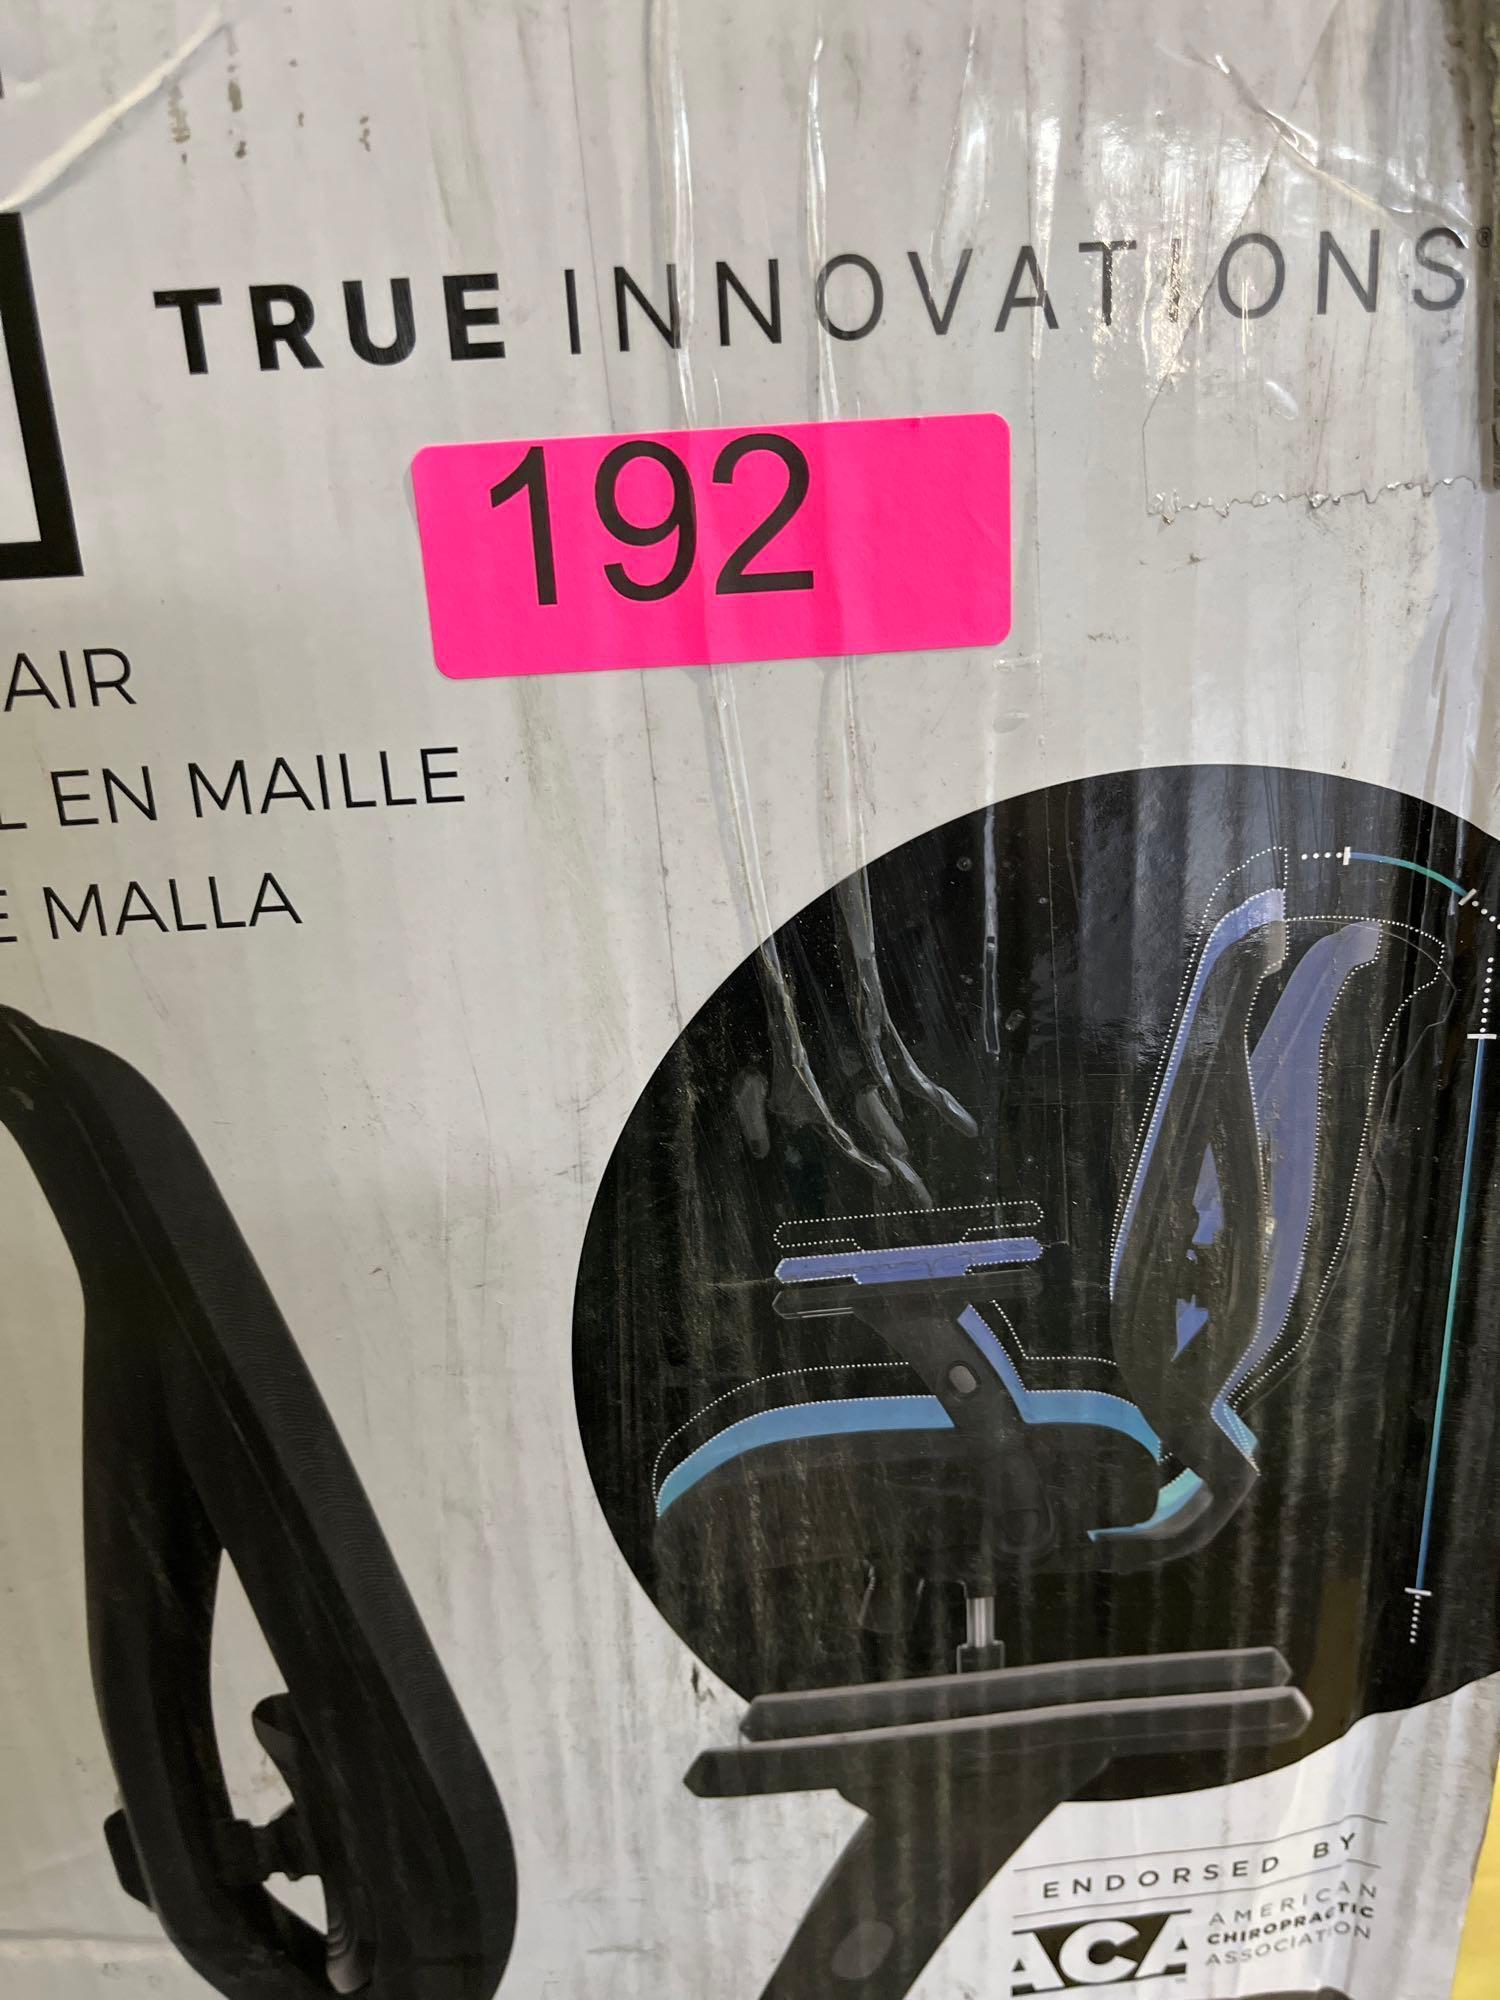 TRUE INNOVATIONS®
192
AIR
L EN MAILLE
E MALLA
ENDORSED BY
ACA AMERICAN
CHIROPRACTIC
ASSOCIATION